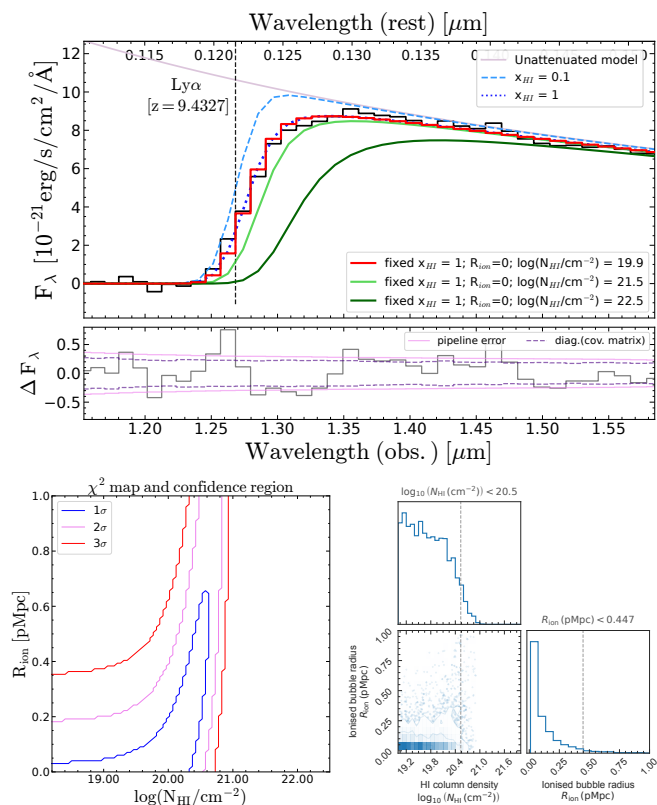 Wavelength (rest) [μm]
0.115 0.120 0.125 0.130 0.135 0.140 0.145 0.150
12
10
8
6
4
2
0
F_λ [10⁻²¹erg/s/cm²/Å]
Lyα
[z = 9.4327]
Unattenuated model
x_HI = 0.1
x_HI = 1
fixed x_HI = 1; R_ion=0; log(N_HI/cm⁻²) = 19.9
fixed x_HI = 1; R_ion=0; log(N_HI/cm⁻²) = 21.5
fixed x_HI = 1; R_ion=0; log(N_HI/cm⁻²) = 22.5
Δ F_λ
0.5
0.0
−0.5
pipeline error
diag.(cov. matrix)
1.20 1.25 1.30 1.35 1.40 1.45 1.50 1.55
Wavelength (obs.) [μm]
χ² map and confidence region
R_ion [pMpc]
1.0
0.8
0.6
0.4
0.2
0.0
1σ
2σ
3σ
19.00 20.00 21.00 22.00
log(N_HI/cm⁻²)
log₁₀ (N_HI (cm⁻²)) < 20.5
R_ion (pMpc) < 0.447
Ionised bubble radius
R_ion (pMpc)
1.00
0.75
0.50
0.25
0.00
19.2 19.8 20.4 21.0 21.6
HI column density
log₁₀ (N_HI (cm⁻²))
0.00 0.25 0.50 0.75 1.00
Ionised bubble radius
R_ion (pMpc)